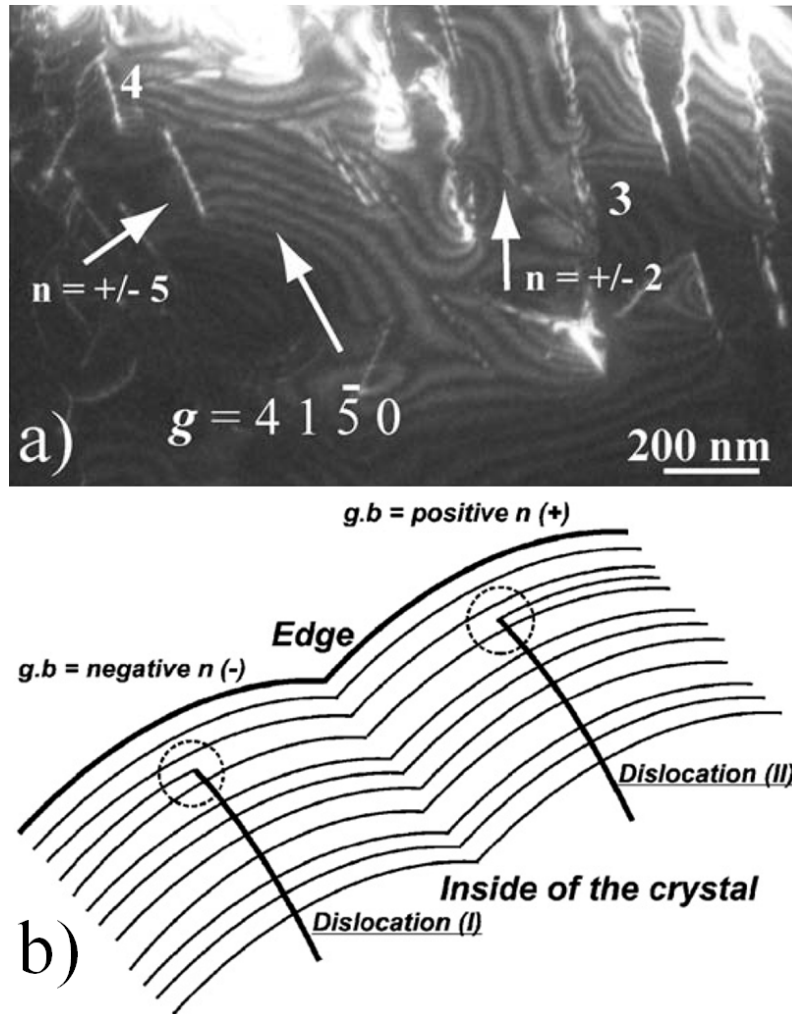 4
3
n = +/- 5
n = +/- 2
g = 4 1 5̄ 0
a)
200 nm
g.b = positive n (+)
Edge
g.b = negative n (-)
Dislocation (II)
Inside of the crystal
Dislocation (I)
b)